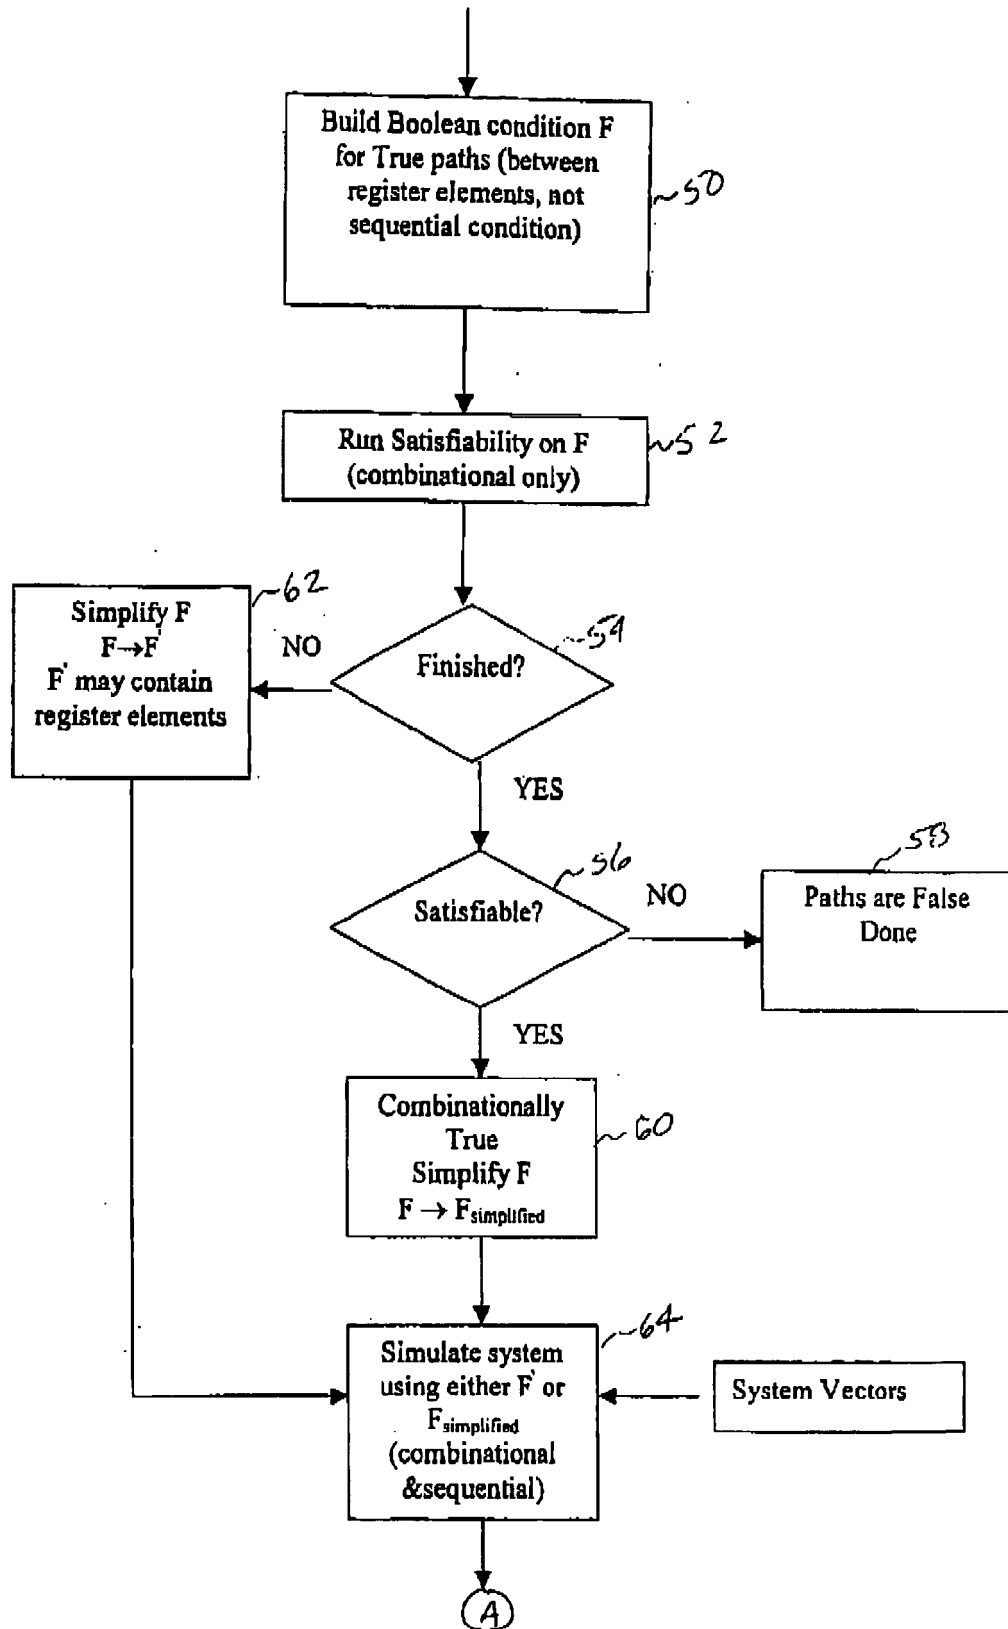 Build Boolean condition F
for True paths (between
register elements, not
sequential condition)
50
Run Satisfiability on F
(combinational only)
52
62
Simplify F
F→F'
F' may contain
register elements
NO
54
Finished?
YES
56
Satisfiable?
NO
58
Paths are False
Done
YES
Combinationally
True
Simplify F
F → Fsimplified
60
64
Simulate system
using either F' or
Fsimplified
(combinational
&sequential)
System Vectors
A